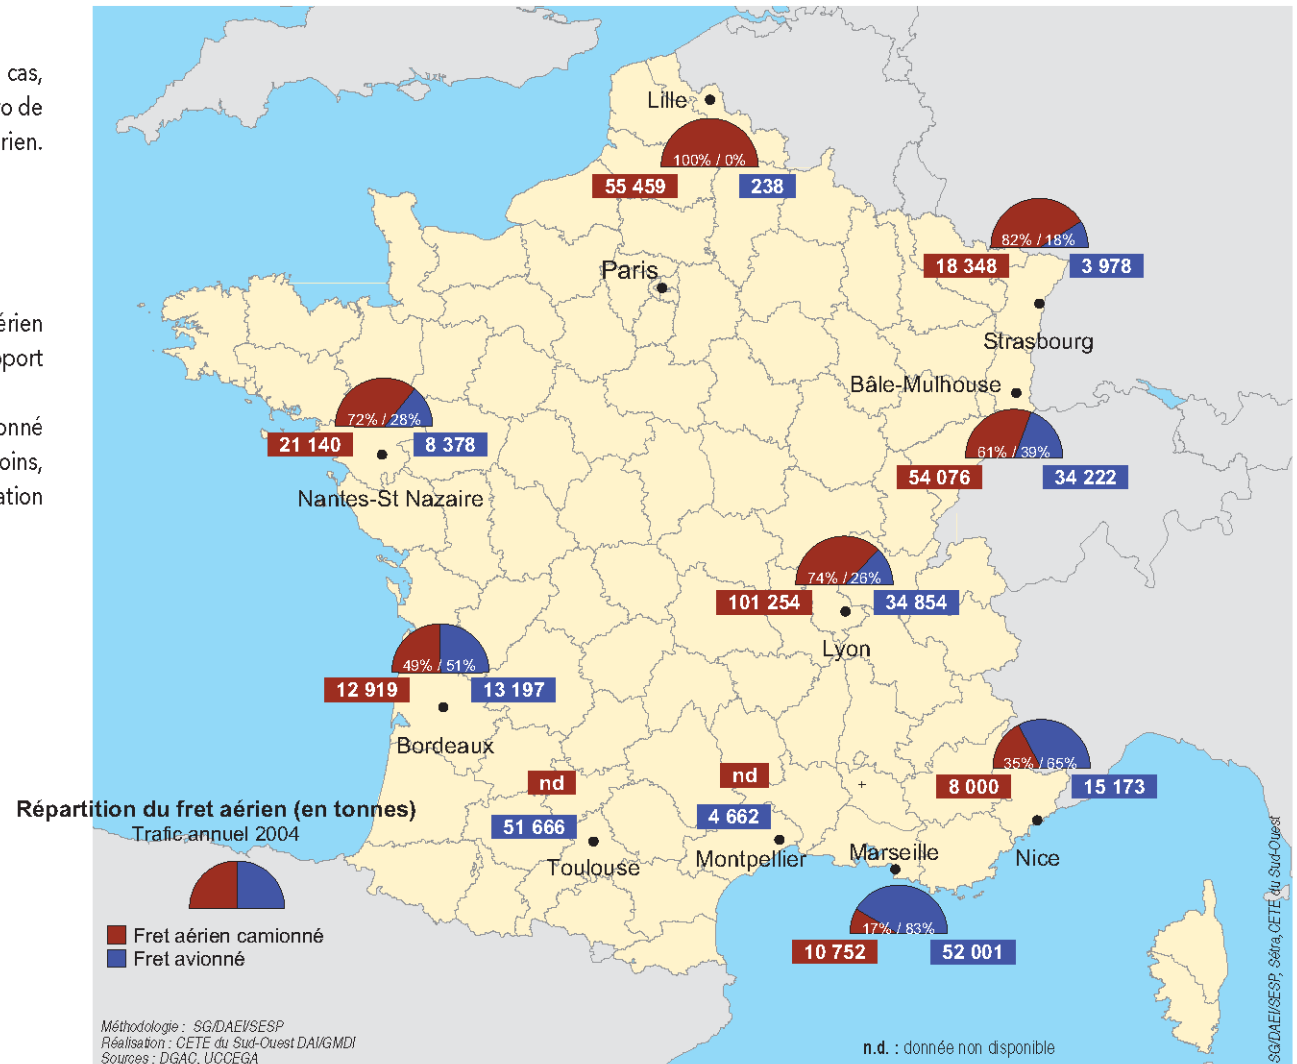 cas,
ro de
rien.
érien
pport
onné
oins,
ation
Lille
100% / 0%
55 459
238
82% / 18%
18 348
3 978
Paris
Strasbourg
Bâle-Mulhouse
72% / 28%
21 140
8 378
61% / 39%
54 076
34 222
Nantes-St Nazaire
74% / 26%
101 254
34 854
Lyon
49% / 51%
12 919
13 197
Bordeaux
35% / 65%
8 000
15 173
nd
nd
Répartition du fret aérien (en tonnes)
Trafic annuel 2004
51 666
4 662
Toulouse
Montpellier
Marseille
Nice
17% / 83%
10 752
52 001
Fret aérien camionné
Fret avionné
Méthodologie : SG/DAEI/SESP
Réalisation : CETE du Sud-Ouest DAI/GMDI
Sources : DGAC, UCCEGA
n.d. : donnée non disponible
SG/DAEI/SESP, Sétra,CETE du Sud-Ouest